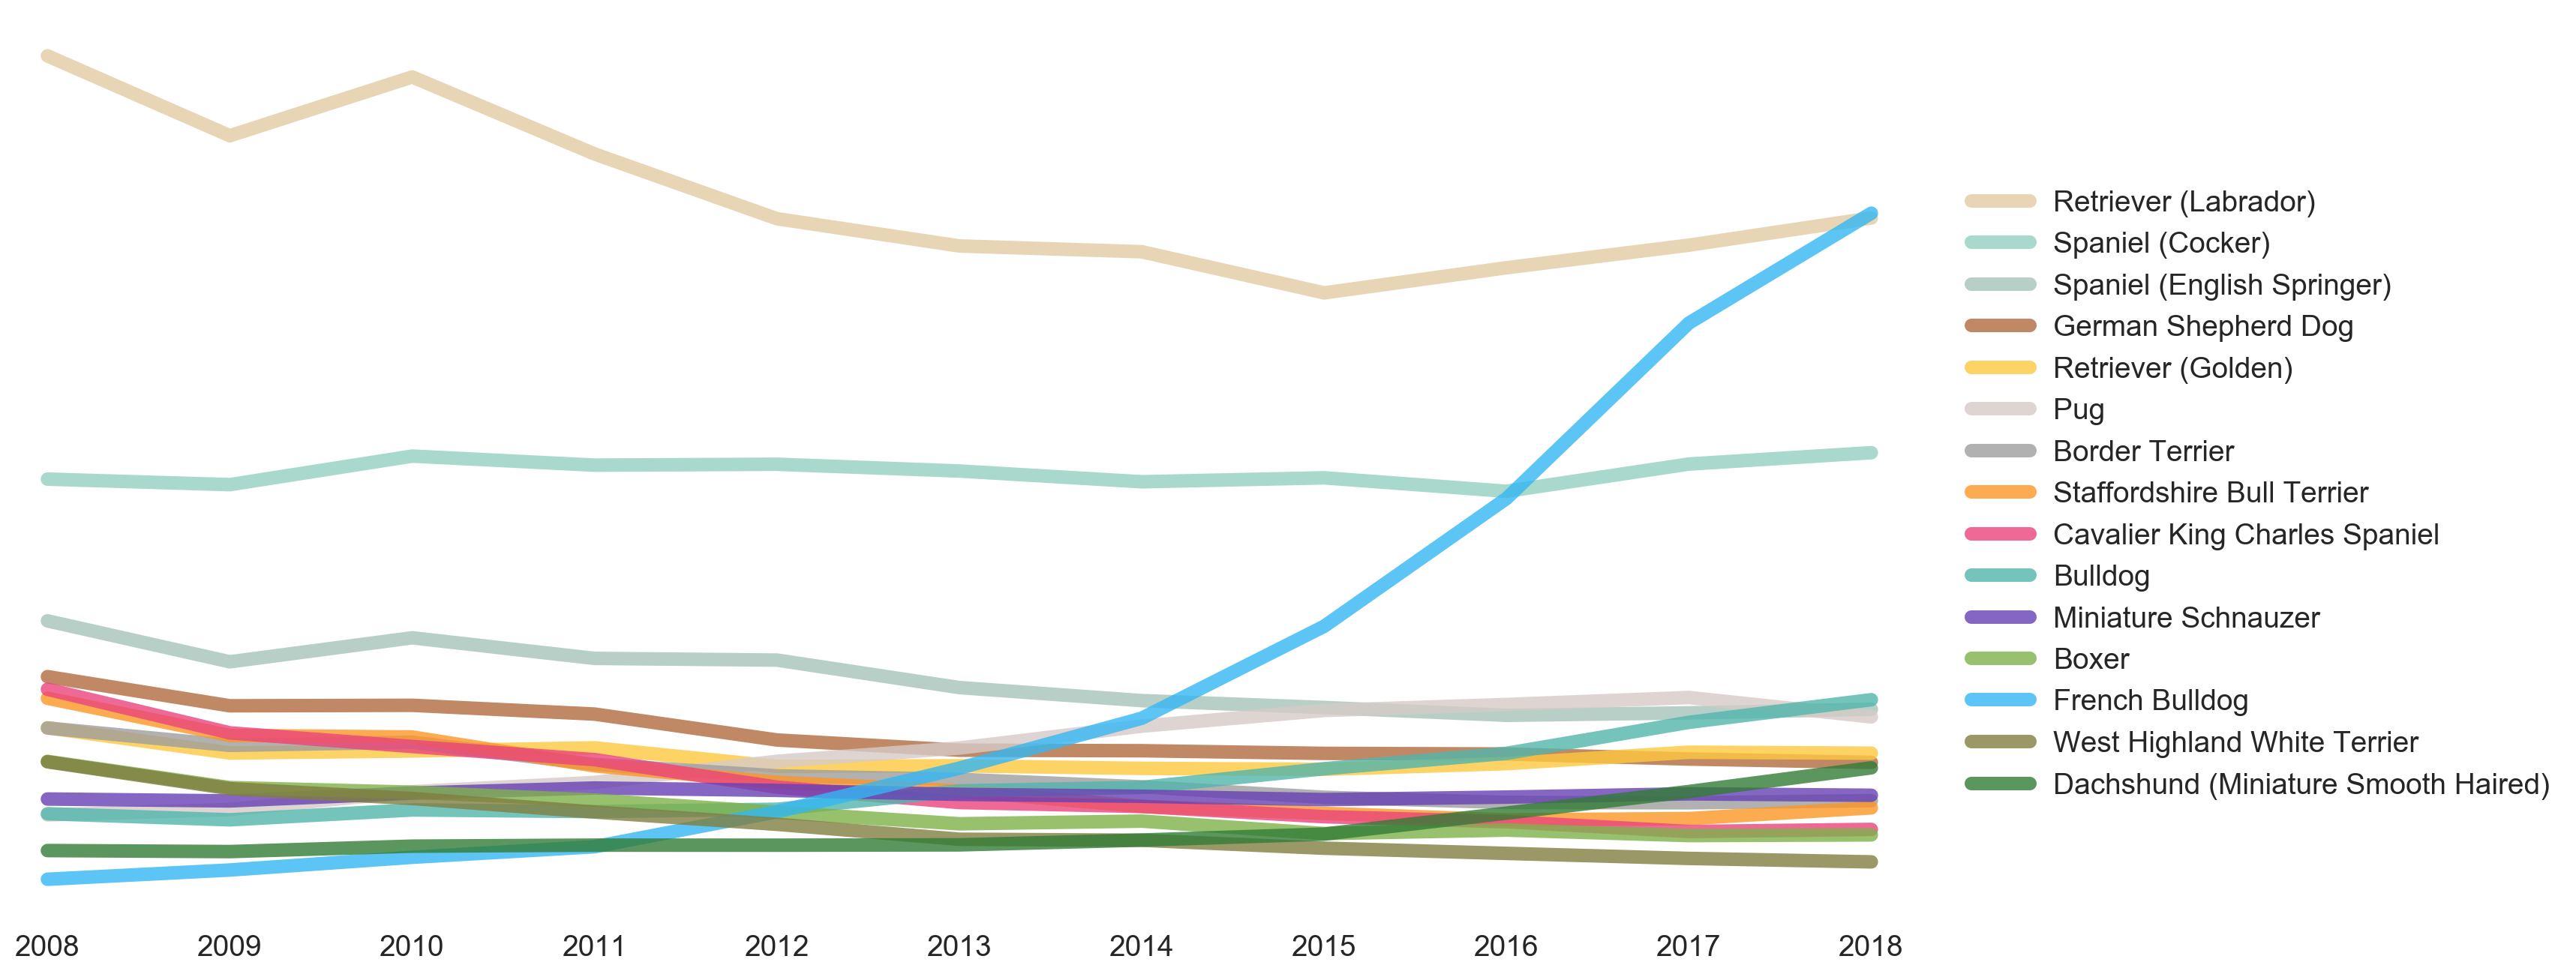 Retriever (Labrador)
Spaniel (Cocker)
Spaniel (English Springer)
German Shepherd Dog
Retriever (Golden)
Pug
Border Terrier
Staffordshire Bull Terrier
Cavalier King Charles Spaniel
Bulldog
Miniature Schnauzer
Boxer
French Bulldog
West Highland White Terrier
Dachshund (Miniature Smooth Haired)
2008 2009 2010 2011 2012 2013 2014 2015 2016 2017 2018